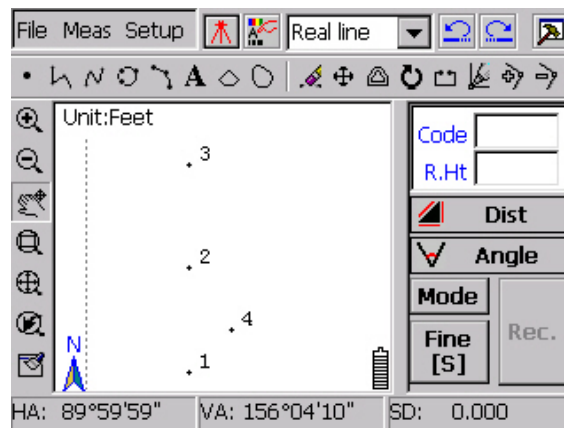 File Meas Setup Real line
A
Unit:Feet
Code
3
R.Ht
Dist
2
Angle
Mode
4
N
Fine
[S]
Rec.
1
HA: 89°59'59" VA: 156°04'10" SD: 0.000